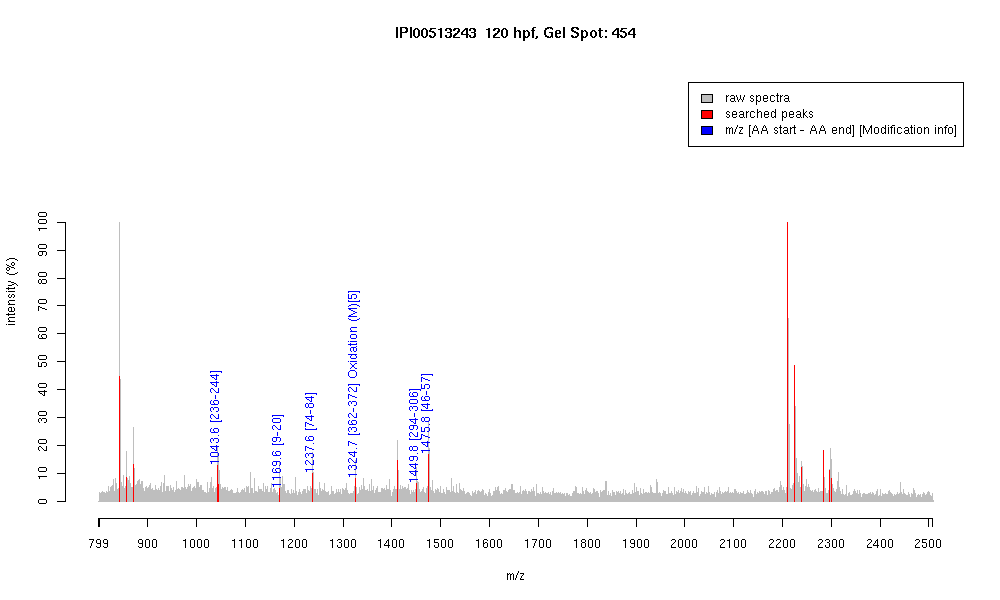 IPI00513243 120 hpf, Gel Spot: 454
raw spectra
searched peaks
m/z [AA start - AA end] [Modification info]
intensity (%)
100
90
80
70
60
50
40
30
20
10
0
1043.6 [236-244]
1169.6 [9-20]
1237.6 [74-84]
1324.7 [362-372] Oxidation (M)[5]
1449.8 [294-306]
1475.8 [46-57]
799 900 1000 1100 1200 1300 1400 1500 1600 1700 1800 1900 2000 2100 2200 2300 2400 2500
m/z